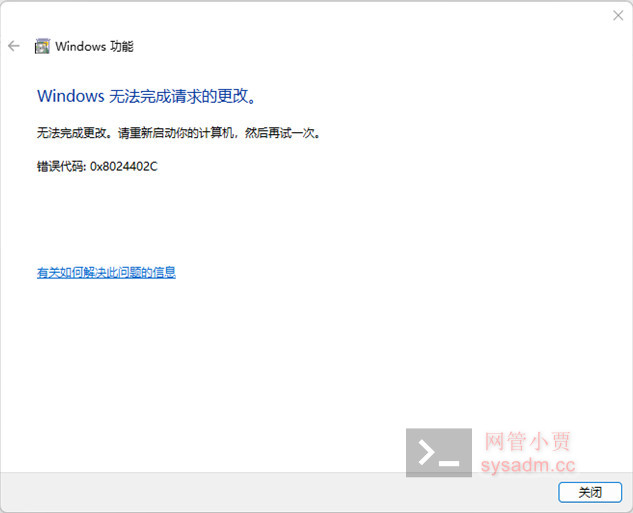 Windows 功能
Windows 无法完成请求的更改。
无法完成更改。请重新启动你的计算机，然后再试一次。
错误代码: 0x8024402C
有关如何解决此问题的信息
网管小贾
sysadm.cc
关闭